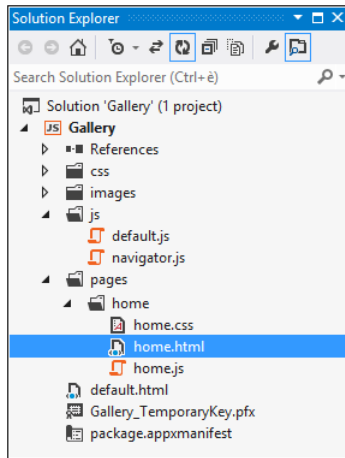 Solution Explorer
Search Solution Explorer (Ctrl+è)
Solution 'Gallery' (1 project)
JS Gallery
References
css
images
js
default.js
navigator.js
pages
home
home.css
home.html
home.js
default.html
Gallery_TemporaryKey.pfx
package.appxmanifest